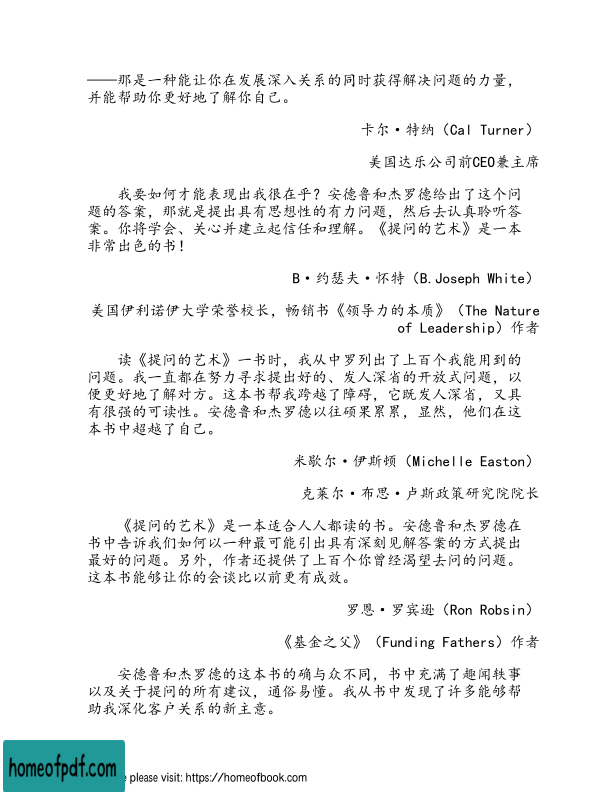 ——那是一种能让你在发展深入关系的同时获得解决问题的力量，
并能帮助你更好地了解你自己。
卡尔·特纳（Cal Turner）
美国达乐公司前CEO兼主席
我要如何才能表现出我很在乎？安德鲁和杰罗德给出了这个问
题的答案，那就是提出具有思想性的有力问题，然后去认真聆听答
案。你将学会、关心并建立起信任和理解。《提问的艺术》是一本
非常出色的书！
B·约瑟夫·怀特（B.Joseph White）
美国伊利诺伊大学荣誉校长，畅销书《领导力的本质》（The Nature
of Leadership）作者
读《提问的艺术》一书时，我从中罗列出了上百个我能用到的
问题。我一直都在努力寻求提出好的、发人深省的开放式问题，以
便更好地了解对方。这本书帮我跨越了障碍，它既发人深省，又具
有很强的可读性。安德鲁和杰罗德以往硕果累累，显然，他们在这
本书中超越了自己。
米歇尔·伊斯顿（Michelle Easton）
克莱尔·布思·卢斯政策研究院院长
《提问的艺术》是一本适合人人都读的书。安德鲁和杰罗德在
书中告诉我们如何以一种最可能引出具有深刻见解答案的方式提出
最好的问题。另外，作者还提供了上百个你曾经渴望去问的问题。
这本书能够让你的会谈比以前更有成效。
罗恩·罗宾逊（Ron Robsin）
《基金之父》（Funding Fathers）作者
安德鲁和杰罗德的这本书的确与众不同，书中充满了趣闻轶事
以及关于提问的所有建议，通俗易懂。我从书中发现了许多能够帮
助我深化客户关系的新主意。
homeofpdf.com
e please visit: https://homeofbook.com